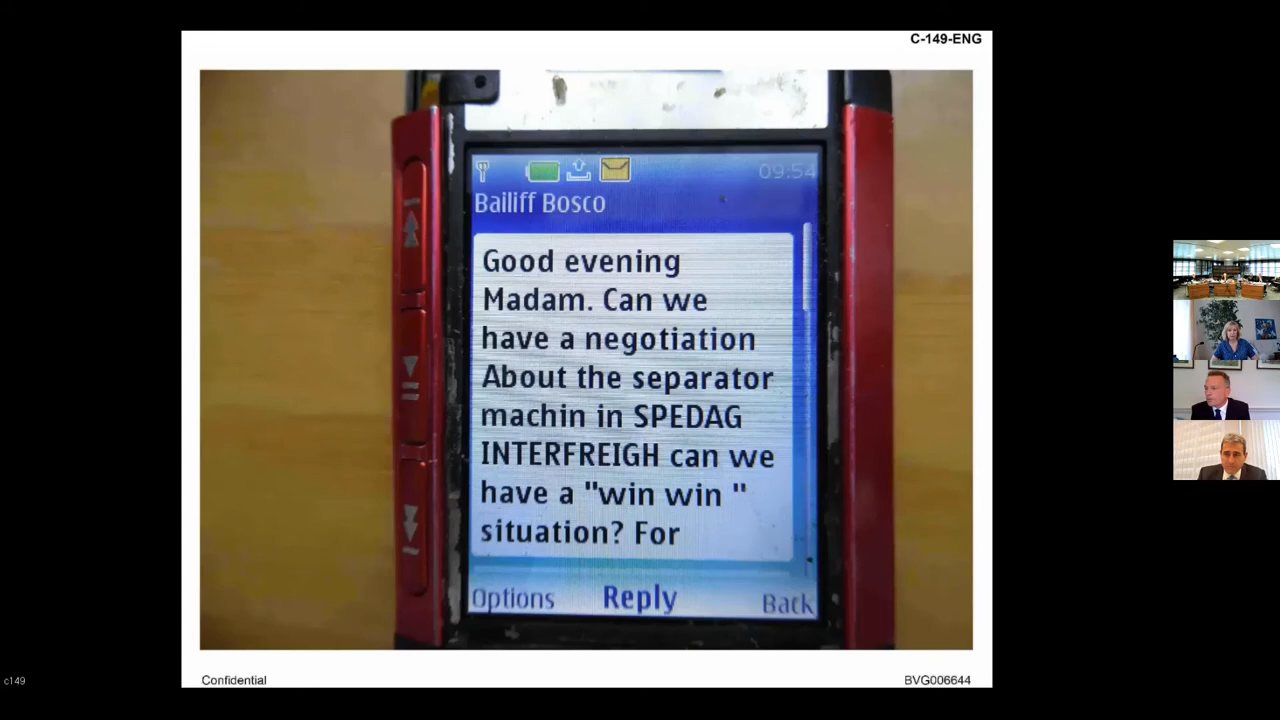 C-149-ENG
09:54
Bailiff Bosco
Good evening
Madam. Can we
have a negotiation
About the separator
machin in SPEDAG
INTERFREIGH can we
have a "win win "
situation? For
Options Reply Back
Confidential BVG006644
c149